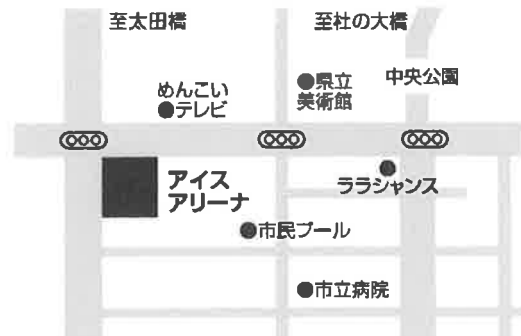 至太田橋
至杜の大橋
めんこい
●テレビ
●県立
美術館
中央公園
アイス
アリーナ
ララシャンス
●市民プール
●市立病院